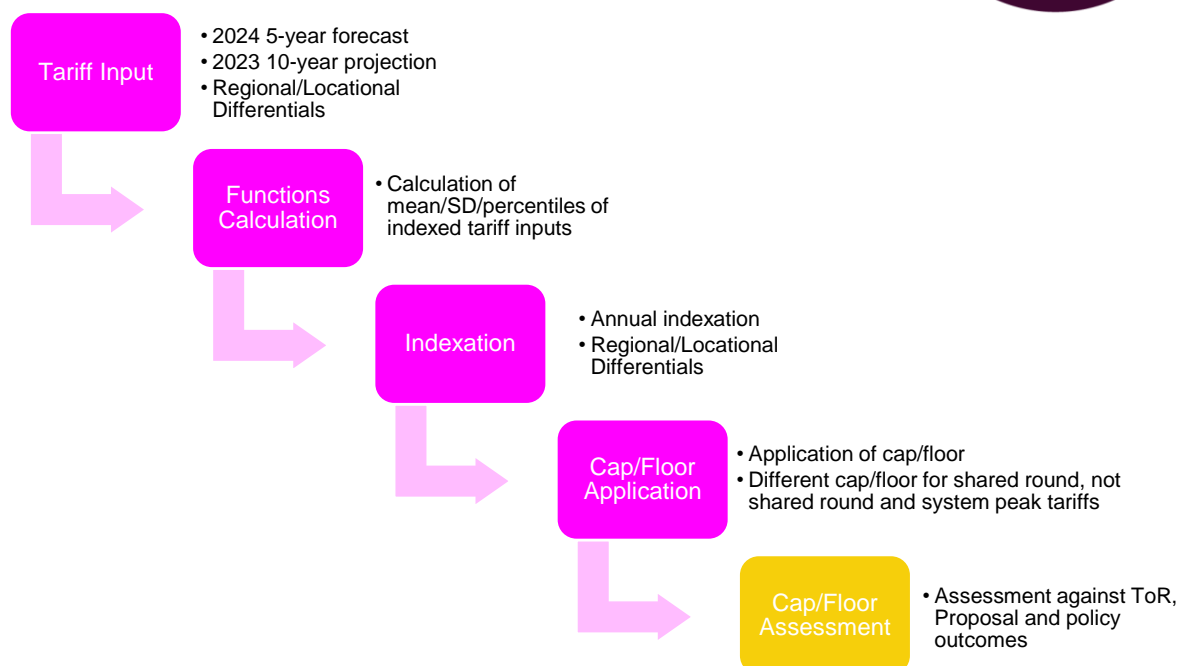 Tariff Input
• 2024 5-year forecast
• 2023 10-year projection
• Regional/Locational
Differentials
Functions
Calculation
• Calculation of
mean/SD/percentiles of
indexed tariff inputs
Indexation
• Annual indexation
• Regional/Locational
Differentials
Cap/Floor
Application
• Application of cap/floor
• Different cap/floor for shared round, not
shared round and system peak tariffs
Cap/Floor
Assessment
• Assessment against ToR,
Proposal and policy
outcomes